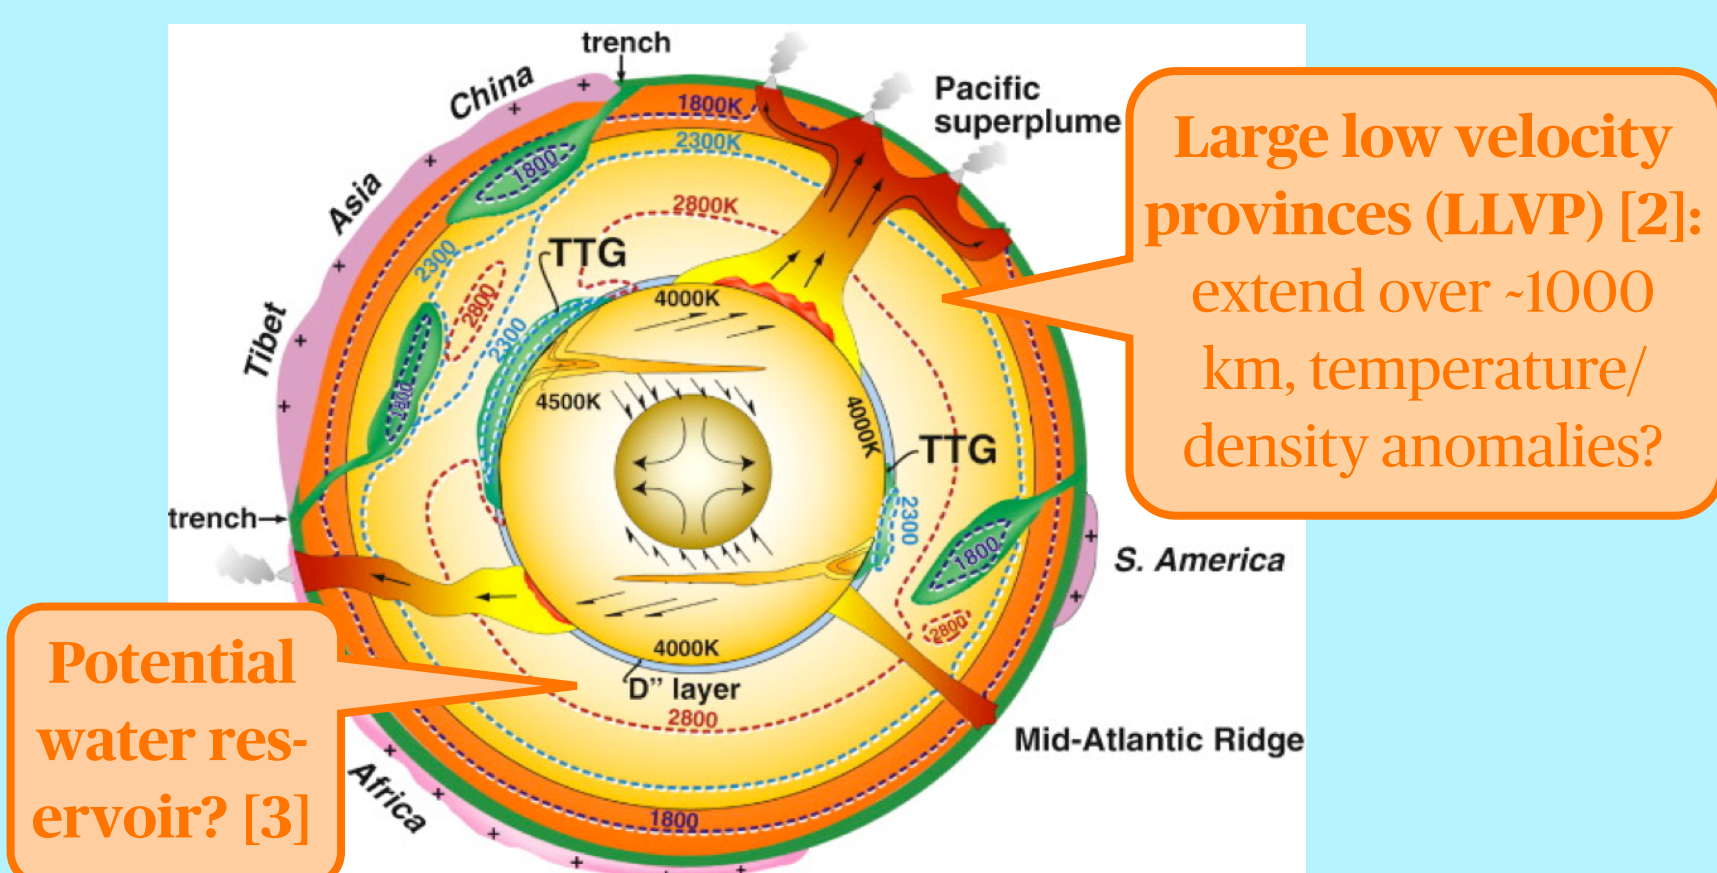 trench
China
Pacific
superplume
1800K
2300K
1800
Asia
2800K
TTG
2300
2800
4000K
2300
Tibet
1800
4500K
4000K
TTG
trench
2300
1800
S. America
2800
4000K
D” layer
2800
Mid-Atlantic Ridge
Africa
1800
Large low velocity
provinces (LLVP) [2]:
extend over ~1000
km, temperature/
density anomalies?
Potential
water res-
ervoir? [3]